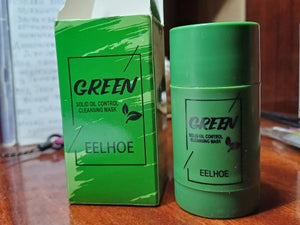 GREEN
SOLID OIL CONTROL
CLEANSING MASK
EELHOE
GREEN
SOLID OIL CONTROL
CLEANSING MASK
EELHOE